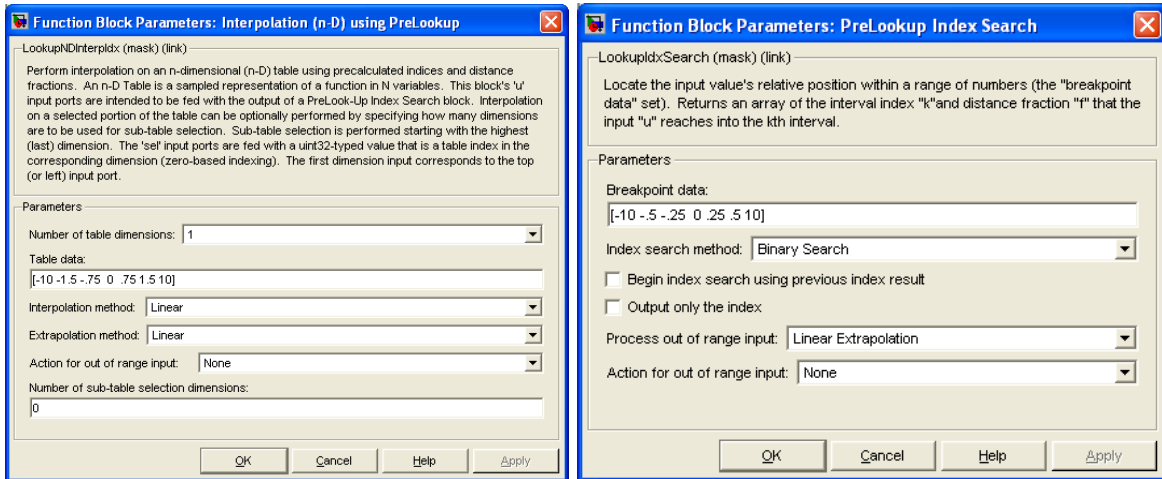 Function Block Parameters: Interpolation (n-D) using PreLookup
LookupNDInterpIdx (mask) (link)
Perform interpolation on an n-dimensional (n-D) table using precalculated indices and distance
fractions. An n-D Table is a sampled representation of a function in N variables. This block's 'u'
input ports are intended to be fed with the output of a PreLook-Up Index Search block. Interpolation
on a selected portion of the table can be optionally performed by specifying how many dimensions
are to be used for sub-table selection. Sub-table selection is performed starting with the highest
(last) dimension. The 'sel' input ports are fed with a uint32-typed value that is a table index in the
corresponding dimension (zero-based indexing). The first dimension input corresponds to the top
(or left) input port.
Parameters
Number of table dimensions: 1
Table data:
[-10 -1.5 -.75 0 .75 1.5 10]
Interpolation method: Linear
Extrapolation method: Linear
Action for out of range input: None
Number of sub-table selection dimensions:
0
OK Cancel Help Apply
Function Block Parameters: PreLookup Index Search
LookupIdxSearch (mask) (link)
Locate the input value's relative position within a range of numbers (the "breakpoint
data" set). Returns an array of the interval index "k"and distance fraction "f" that the
input "u" reaches into the kth interval.
Parameters
Breakpoint data:
[-10 -.5 -.25 0 .25 .5 10]
Index search method: Binary Search
Begin index search using previous index result
Output only the index
Process out of range input: Linear Extrapolation
Action for out of range input: None
OK Cancel Help Apply